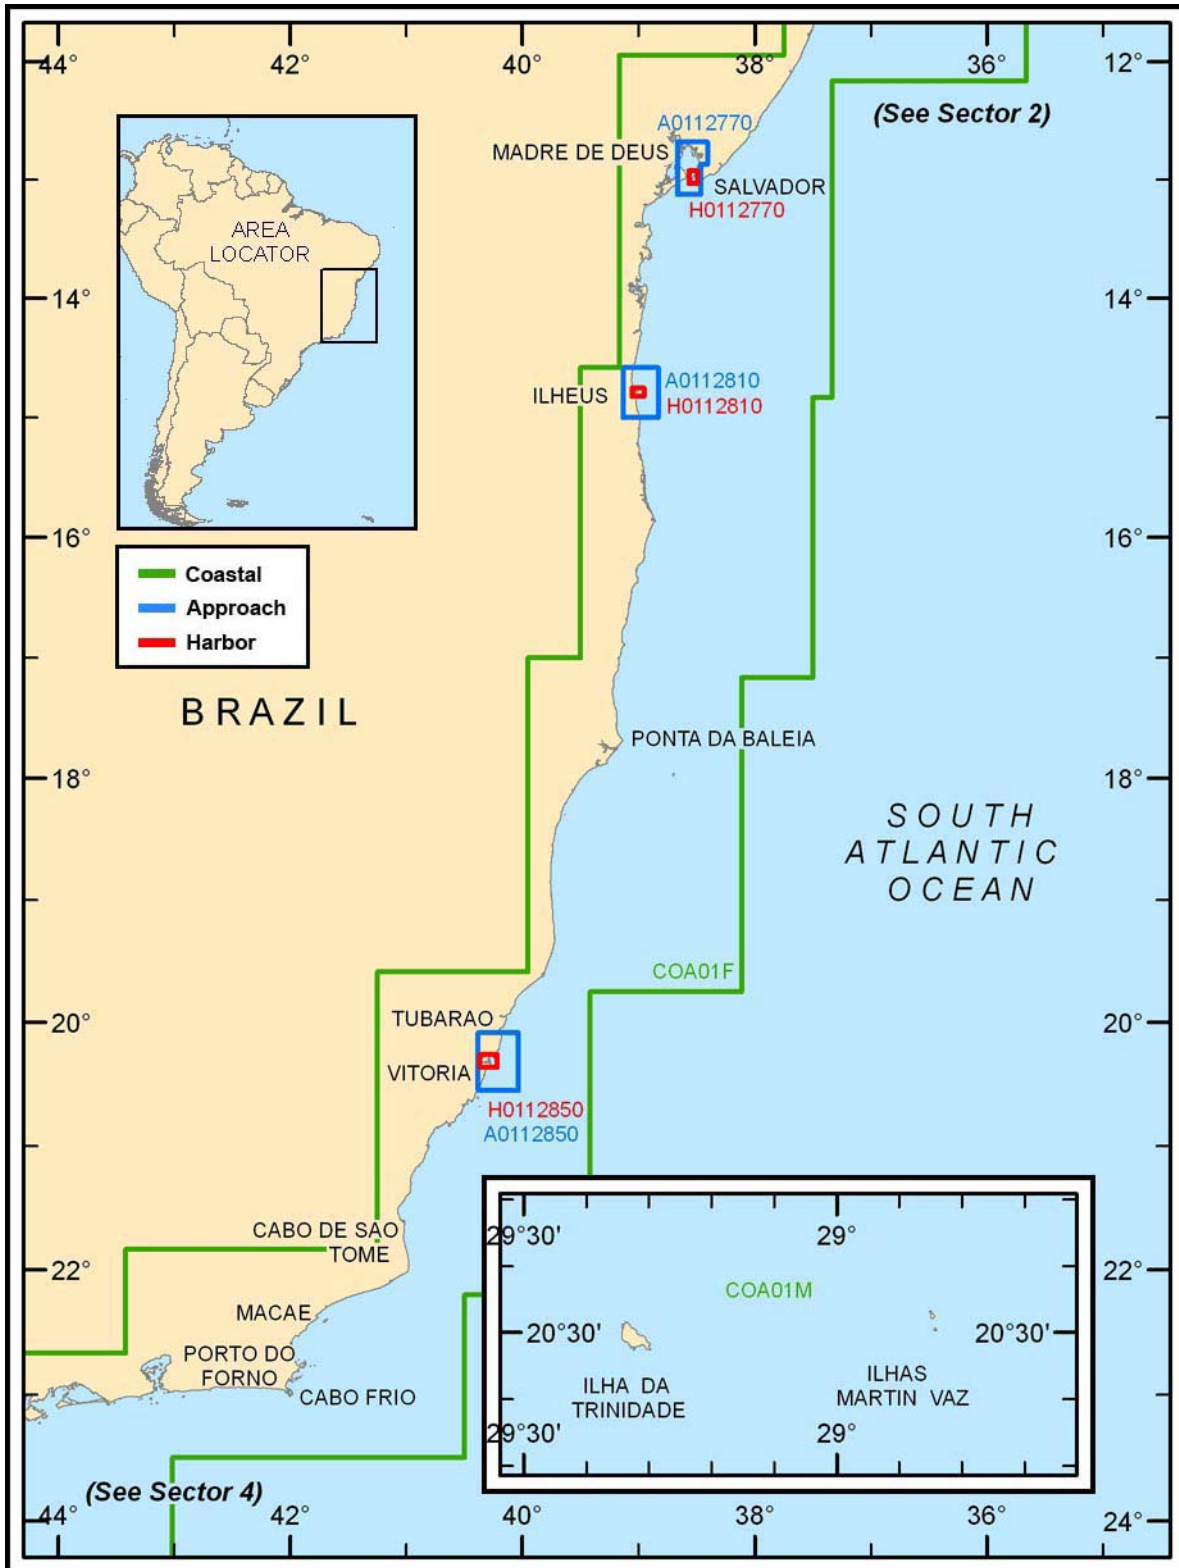 44°
42°
40°
38°
36°
12°
(See Sector 2)
A0112770
MADRE DE DEUS
SALVADOR
H0112770
AREA
LOCATOR
14°
14°
A0112810
ILHEUS
H0112810
16°
16°
Coastal
Approach
Harbor
BRAZIL
PONTA DA BALEIA
18°
18°
SOUTH
ATLANTIC
OCEAN
COA01F
TUBARAO
20°
20°
VITORIA
H0112850
A0112850
CABO DE SAO
TOME
22°
22°
29°30'
29°
COA01M
MACAE
20°30'
20°30'
PORTO DO
FORNO
CABO FRIO
ILHA DA
TRINIDADE
ILHAS
MARTIN VAZ
29°30'
29°
(See Sector 4)
44°
42°
40°
38°
36°
24°